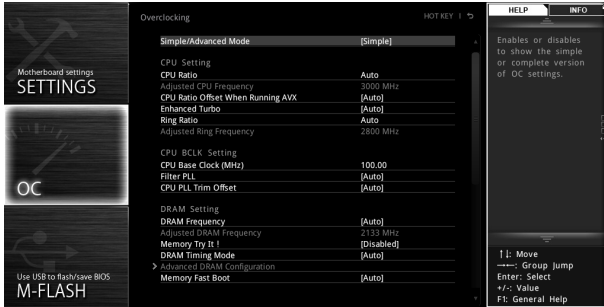 Motherboard settings
SETTINGS
OC
Use USB to flash/save BIOS
M-FLASH
Overclocking
HOT KEY
Simple/Advanced Mode [Simple]
CPU Setting
CPU Ratio Auto
Adjusted CPU Frequency 3000 MHz
CPU Ratio Offset When Running AVX [Auto]
Enhanced Turbo [Auto]
Ring Ratio Auto
Adjusted Ring Frequency 2800 MHz
CPU BCLK Setting
CPU Base Clock (MHz) 100.00
Filter PLL [Auto]
CPU PLL Trim Offset [Auto]
DRAM Setting
DRAM Frequency [Auto]
Adjusted DRAM Frequency 2133 MHz
Memory Try It ! [Disabled]
DRAM Timing Mode [Auto]
Advanced DRAM Configuration
Memory Fast Boot [Auto]
HELP
INFO
Enables or disables
to show the simple
or complete version
of OC settings.
↑↓: Move
→←: Group Jump
Enter: Select
+/-: Value
F1: General Help